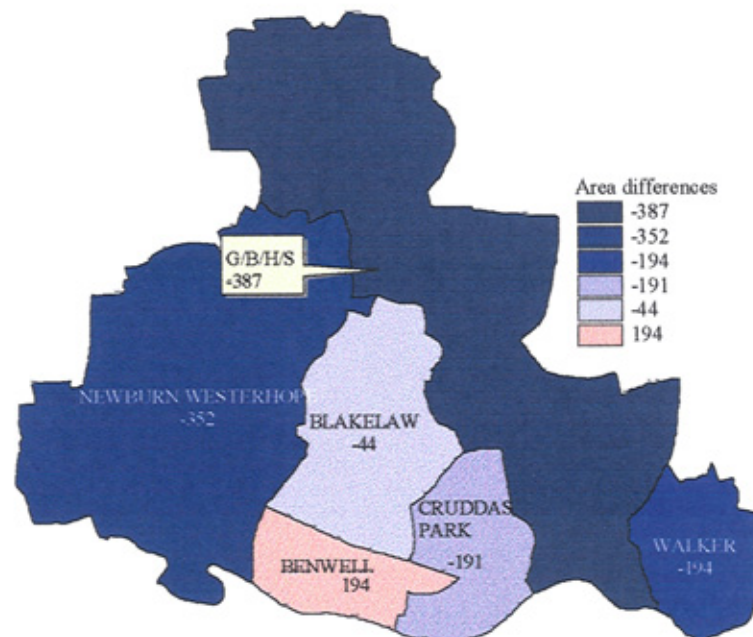 Area differences
-387
-352
-194
-191
-44
194
G/B/H/S
-387
NEWBURN WESTERHOPE
-352
BLAKELAW
-44
CRUDDAS
PARK
-191
BENWELL
194
WALKER
-194